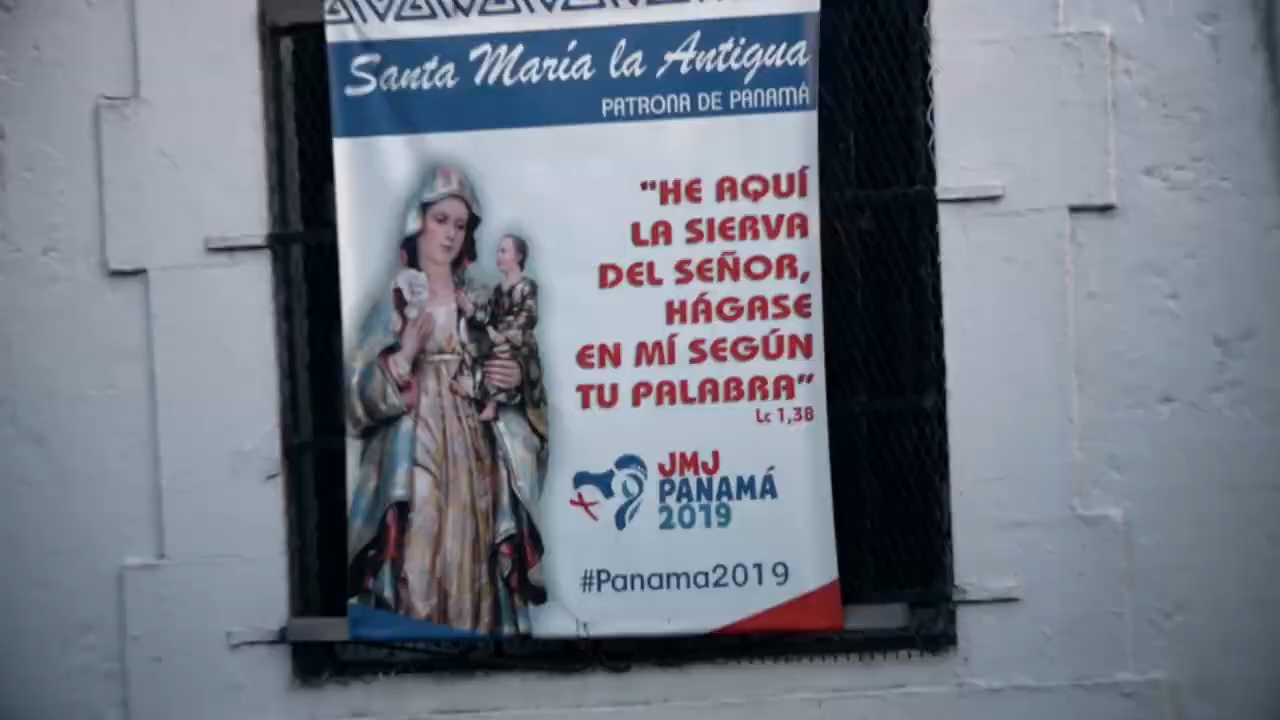 Santa María la Antigua
PATRONA DE PANAMÁ
"HE AQUÍ
LA SIERVA
DEL SEÑOR,
HÁGASE
EN MÍ SEGÚN
TU PALABRA"
Lc 1,38
JMJ
PANAMÁ
2019
#Panama2019